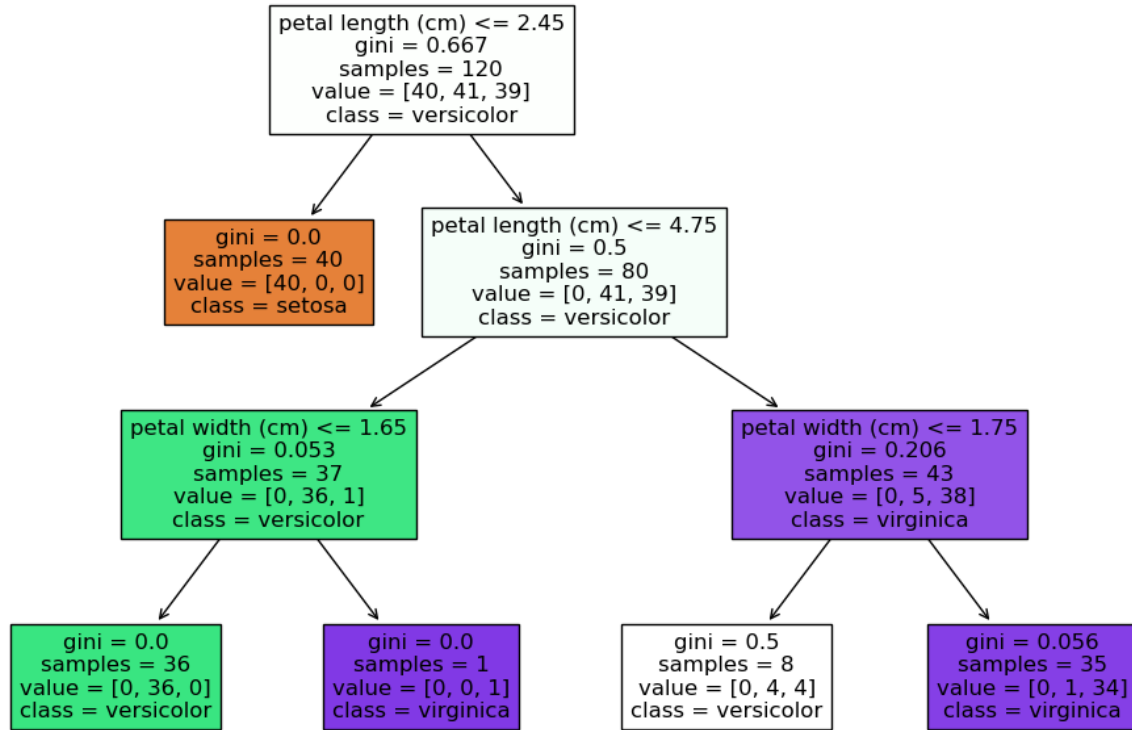 petal length (cm) <= 2.45
gini = 0.667
samples = 120
value = [40, 41, 39]
class = versicolor
gini = 0.0
samples = 40
value = [40, 0, 0]
class = setosa
petal length (cm) <= 4.75
gini = 0.5
samples = 80
value = [0, 41, 39]
class = versicolor
petal width (cm) <= 1.65
gini = 0.053
samples = 37
value = [0, 36, 1]
class = versicolor
petal width (cm) <= 1.75
gini = 0.206
samples = 43
value = [0, 5, 38]
class = virginica
gini = 0.0
samples = 36
value = [0, 36, 0]
class = versicolor
gini = 0.0
samples = 1
value = [0, 0, 1]
class = virginica
gini = 0.5
samples = 8
value = [0, 4, 4]
class = versicolor
gini = 0.056
samples = 35
value = [0, 1, 34]
class = virginica